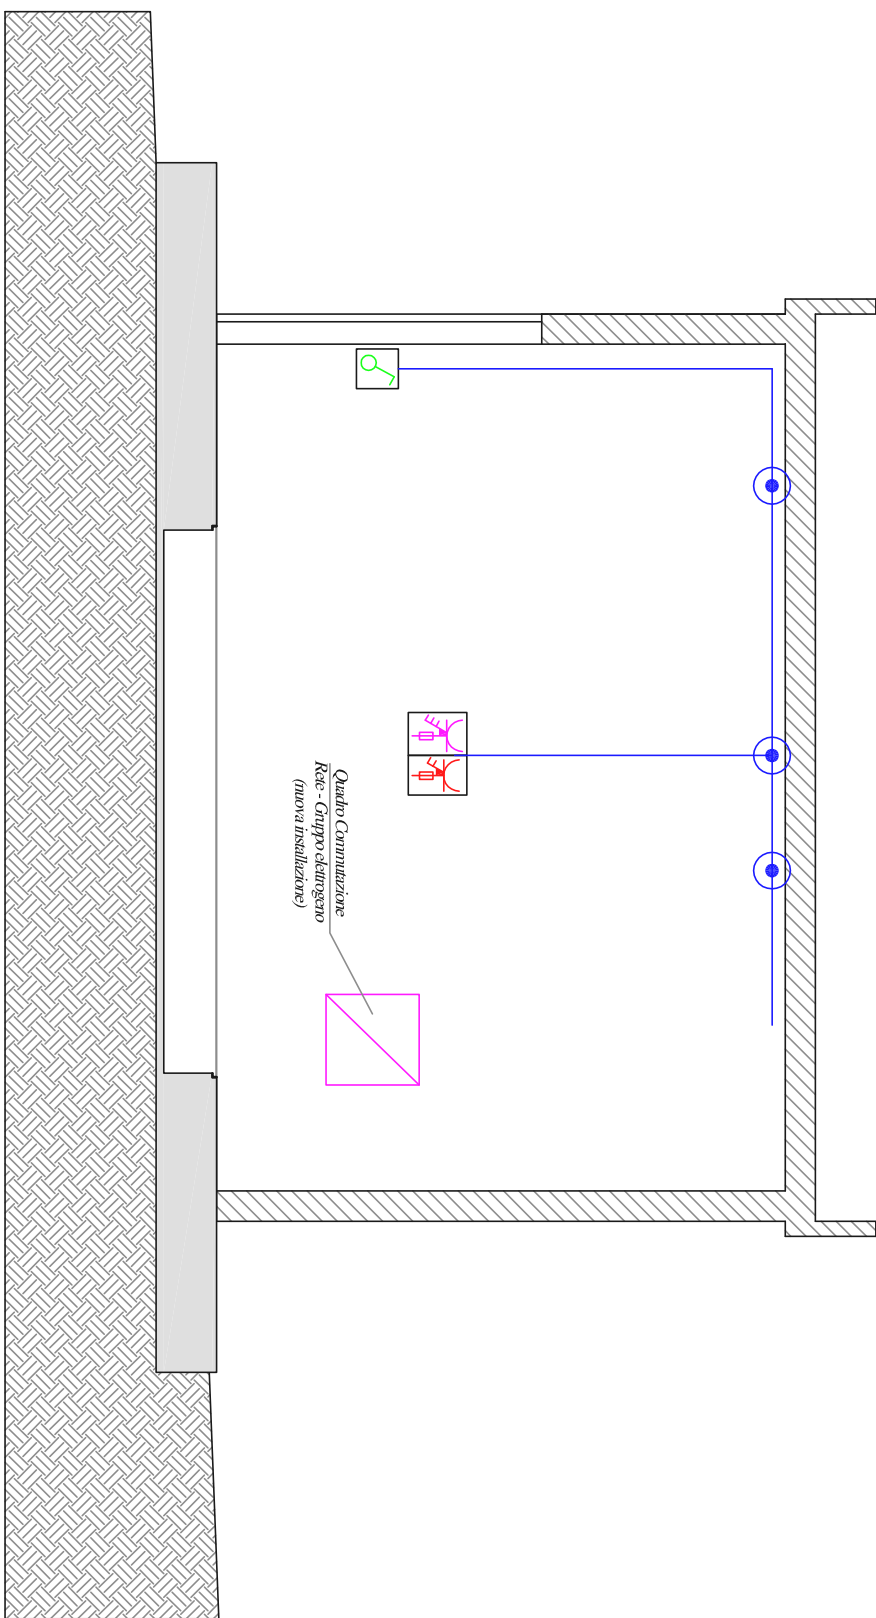 Quadro Commutazione
Rete - Gruppo elettrogeno
(nuova installazione)